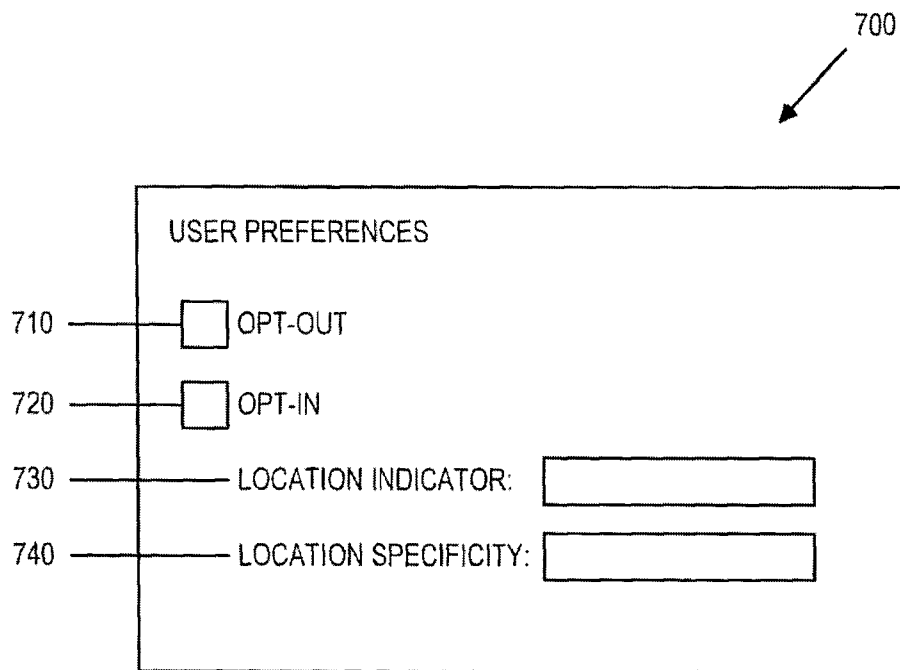 700
USER PREFERENCES
710 OPT-OUT
720 OPT-IN
730 LOCATION INDICATOR:
740 LOCATION SPECIFICITY: